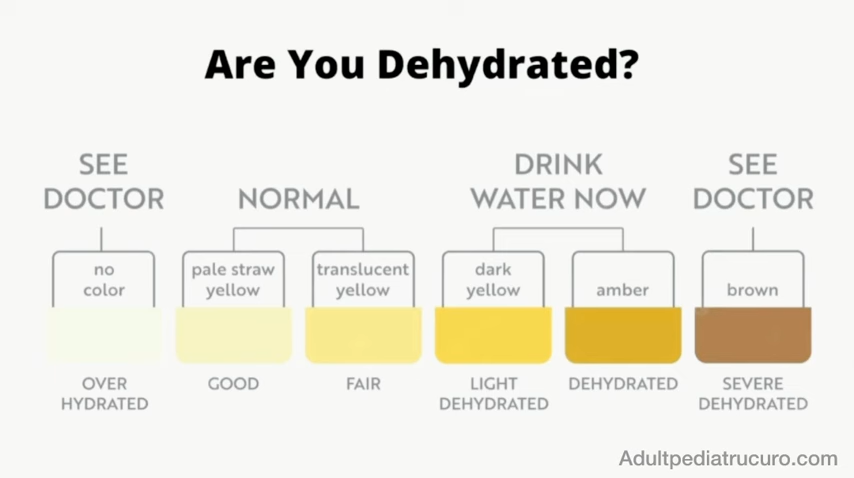 Are You Dehydrated?
SEE
DOCTOR
NORMAL
DRINK
WATER NOW
SEE
DOCTOR
no
color
pale straw
yellow
translucent
yellow
dark
yellow
amber
brown
OVER
HYDRATED
GOOD
FAIR
LIGHT
DEHYDRATED
DEHYDRATED
SEVERE
DEHYDRATED
Adultpediatrucuro.com